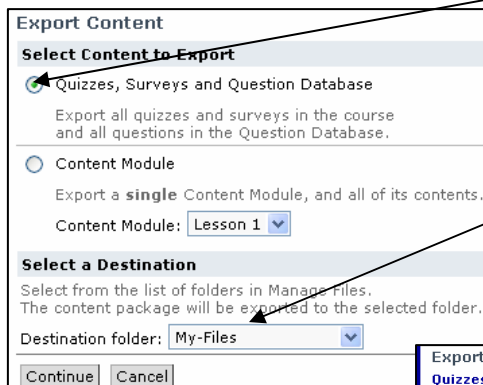 Export Content
Select Content to Export
Quizzes, Surveys and Question Database
Export all quizzes and surveys in the course
and all questions in the Question Database.
Content Module
Export a single Content Module, and all of its contents.
Content Module: Lesson 1
Select a Destination
Select from the list of folders in Manage Files.
The content package will be exported to the selected folder.
Destination folder: My-Files
Continue Cancel
Export
Quizzes